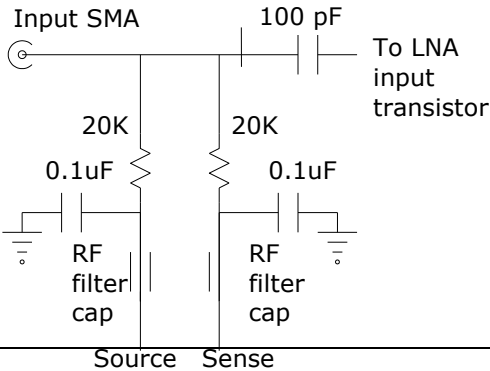 Input SMA
100 pF
To LNA
input
transistor
20K
20K
0.1uF
0.1uF
RF
filter
cap
RF
filter
cap
Source
Sense